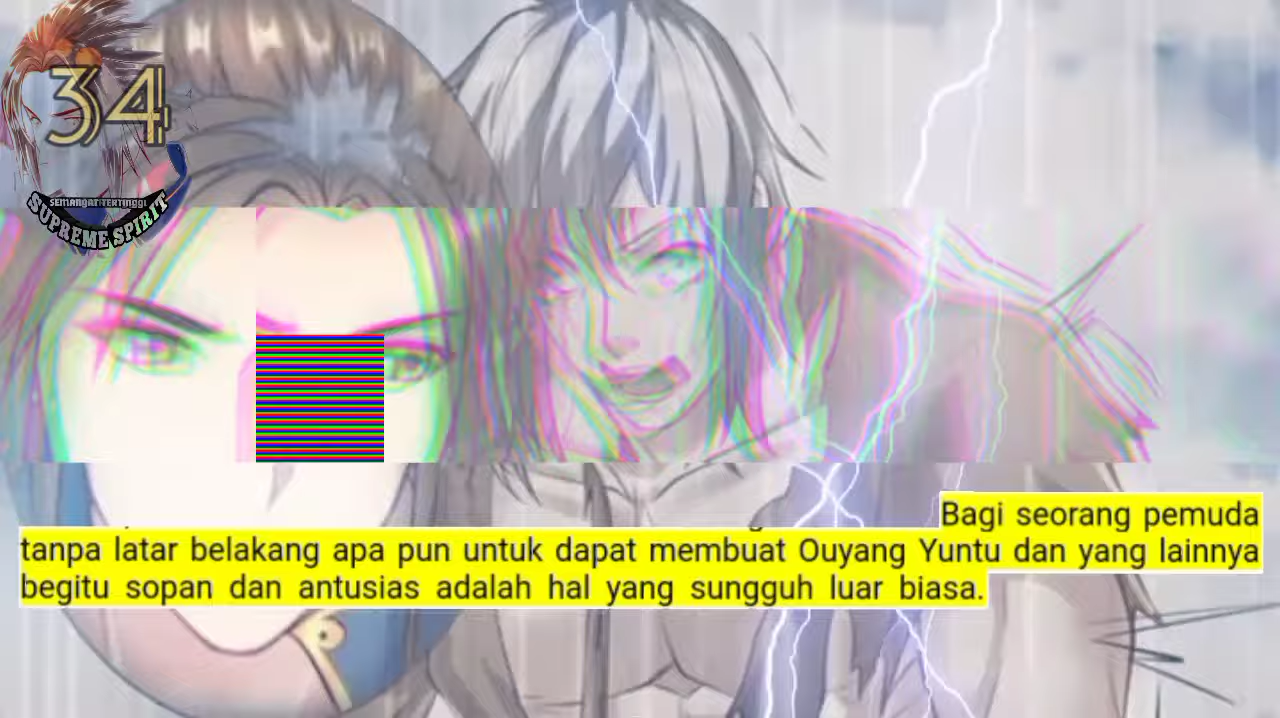 34
SEMANGAT TERTINGGI
SUPREME SPIRIT
Bagi seorang pemuda
tanpa latar belakang apa pun untuk dapat membuat Ouyang Yuntu dan yang lainnya
begitu sopan dan antusias adalah hal yang sungguh luar biasa.